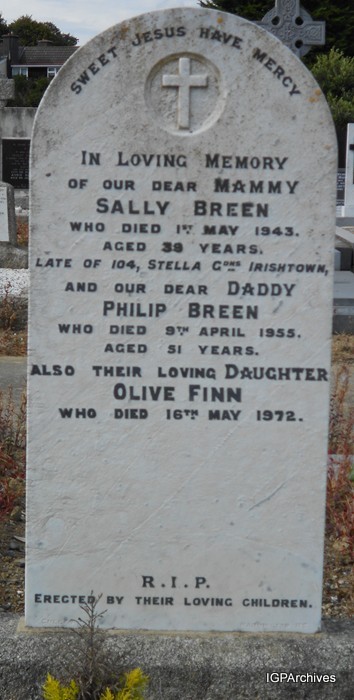 Sweet Jesus Have Mercy
In Loving Memory
of our dear Mammy
Sally Breen
who died 1st May 1943.
aged 39 years.
late of 104, Stella Gdns Irishtown,
and our dear Daddy
Philip Breen
who died 9th April 1955.
aged 51 years.
also their loving Daughter
Olive Finn
who died 16th May 1972.
R.I.P.
Erected by their loving children.
IGPArchives